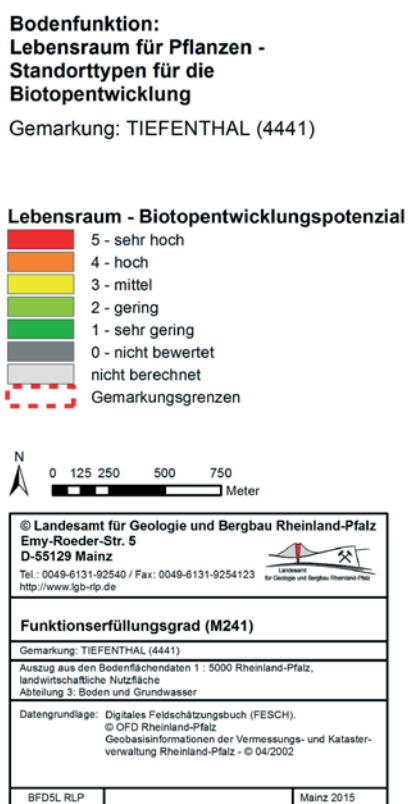 Bodenfunktion:
Lebensraum für Pflanzen -
Standorttypen für die
Biotopentwicklung
Gemarkung: TIEFENTHAL (4441)
Lebensraum - Biotopentwicklungspotenzial
5 - sehr hoch
4 - hoch
3 - mittel
2 - gering
1 - sehr gering
0 - nicht bewertet
nicht berechnet
Gemarkungsgrenzen
N
0 125 250 500 750
Meter
© Landesamt für Geologie und Bergbau Rheinland-Pfalz
Emy-Roeder-Str. 5
D-55129 Mainz
Tel.: 0049-6131-92540 / Fax: 0049-6131-9254123
http://www.lgb-rlp.de
Landesamt
für Geologie und Bergbau Rheinland-Pfalz
Funktionserfüllungsgrad (M241)
Gemarkung: TIEFENTHAL (4441)
Auszug aus den Bodenflächendaten 1 : 5000 Rheinland-Pfalz,
landwirtschaftliche Nutzfläche
Abteilung 3: Boden und Grundwasser
Datengrundlage: Digitales Feldschätzungsbuch (FESCH).
© OFD Rheinland-Pfalz
Geobasisinformationen der Vermessungs- und Kataster-
verwaltung Rheinland-Pfalz - © 04/2002
BFD5L RLP Mainz 2015